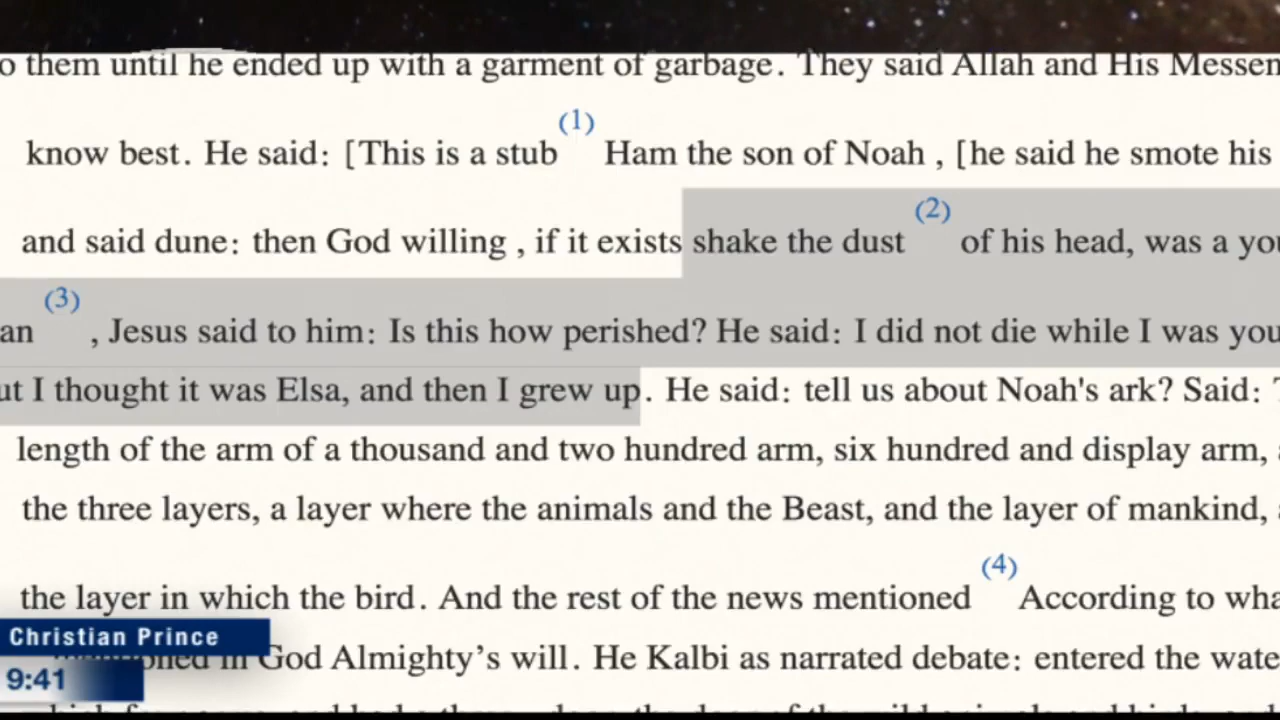 o them until he ended up with a garment of garbage. They said Allah and His Messen
(1)
know best. He said: [This is a stub Ham the son of Noah , [he said he smote his
(2)
and said dune: then God willing , if it exists shake the dust of his head, was a you
(3)
an , Jesus said to him: Is this how perished? He said: I did not die while I was you
ut I thought it was Elsa, and then I grew up. He said: tell us about Noah's ark? Said:
length of the arm of a thousand and two hundred arm, six hundred and display arm,
the three layers, a layer where the animals and the Beast, and the layer of mankind,
(4)
the layer in which the bird. And the rest of the news mentioned According to wha
Christian Prince
in God Almighty's will. He Kalbi as narrated debate: entered the wate
9:41